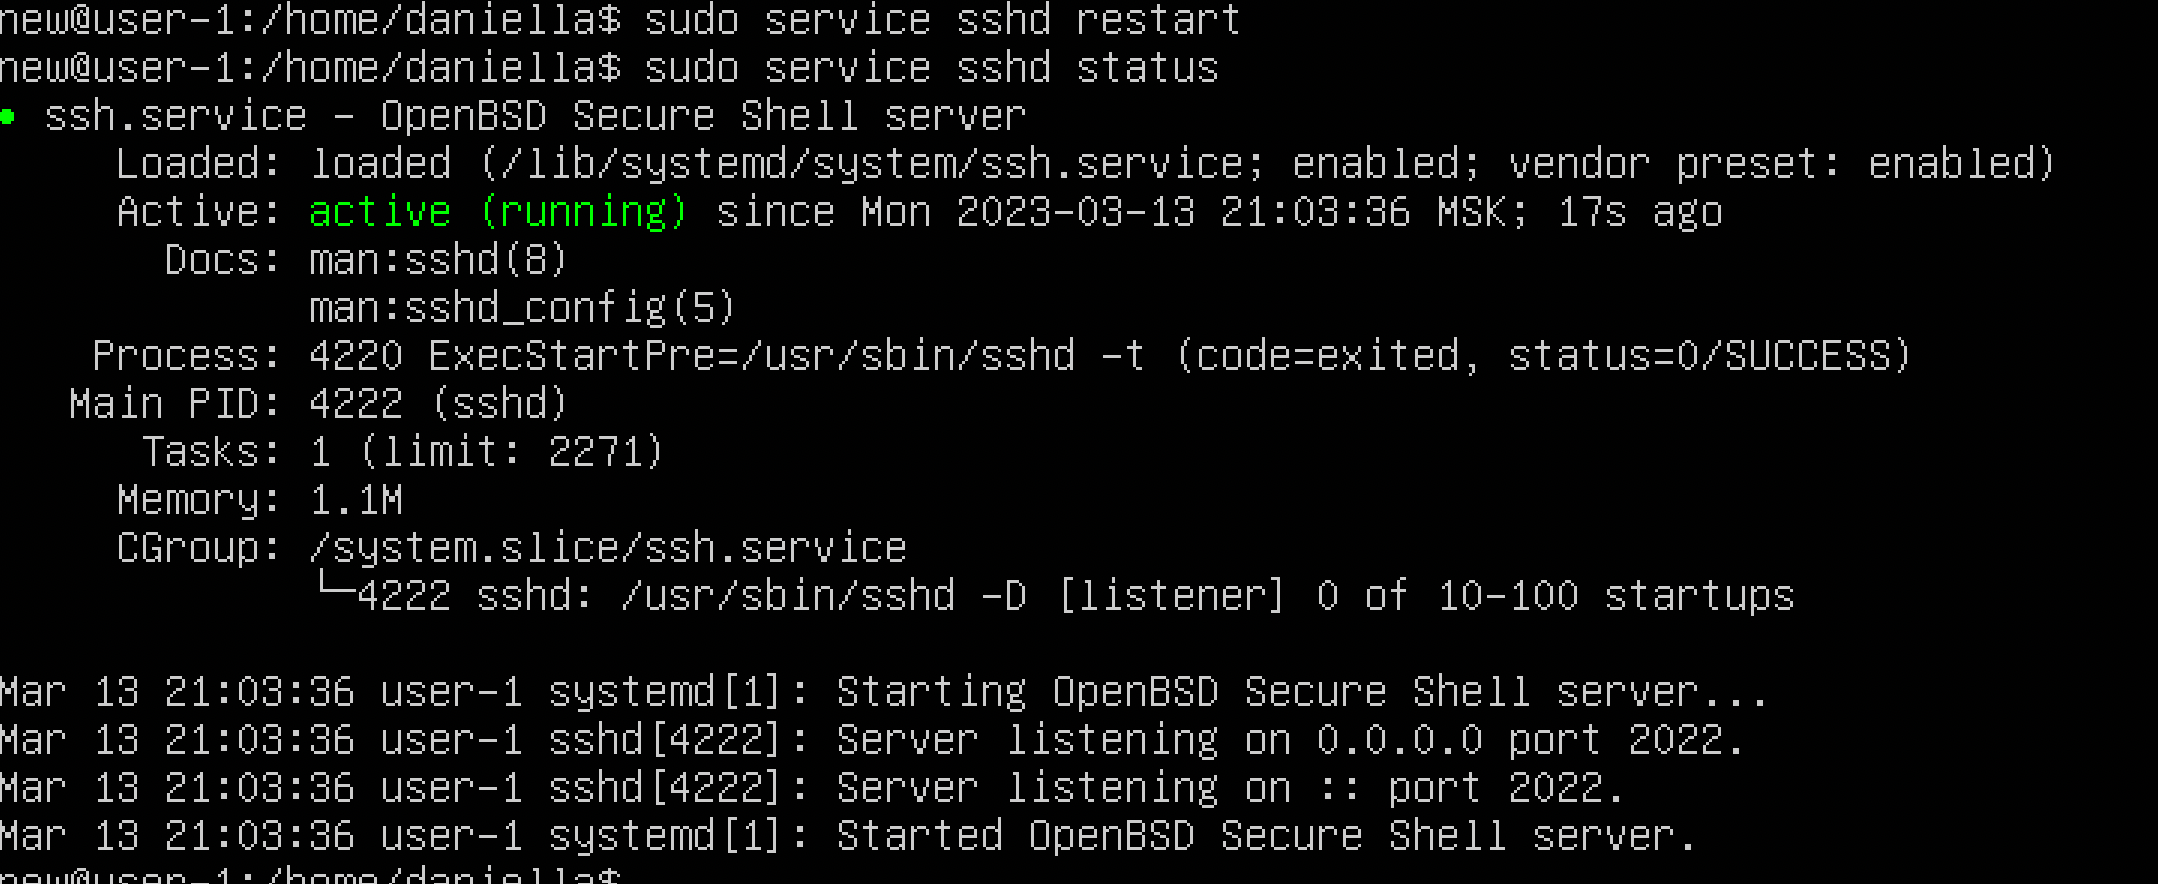 new@user-1:/home/daniella$ sudo service sshd restart
new@user-1:/home/daniella$ sudo service sshd status
● ssh.service - OpenBSD Secure Shell server
     Loaded: loaded (/lib/systemd/system/ssh.service; enabled; vendor preset: enabled)
     Active: active (running) since Mon 2023-03-13 21:03:36 MSK; 17s ago
       Docs: man:sshd(8)
             man:sshd_config(5)
    Process: 4220 ExecStartPre=/usr/sbin/sshd -t (code=exited, status=0/SUCCESS)
   Main PID: 4222 (sshd)
      Tasks: 1 (limit: 2271)
     Memory: 1.1M
     CGroup: /system.slice/ssh.service
             └─4222 sshd: /usr/sbin/sshd -D [listener] 0 of 10-100 startups

Mar 13 21:03:36 user-1 systemd[1]: Starting OpenBSD Secure Shell server...
Mar 13 21:03:36 user-1 sshd[4222]: Server listening on 0.0.0.0 port 2022.
Mar 13 21:03:36 user-1 sshd[4222]: Server listening on :: port 2022.
Mar 13 21:03:36 user-1 systemd[1]: Started OpenBSD Secure Shell server.
new@user-1:/home/daniella$